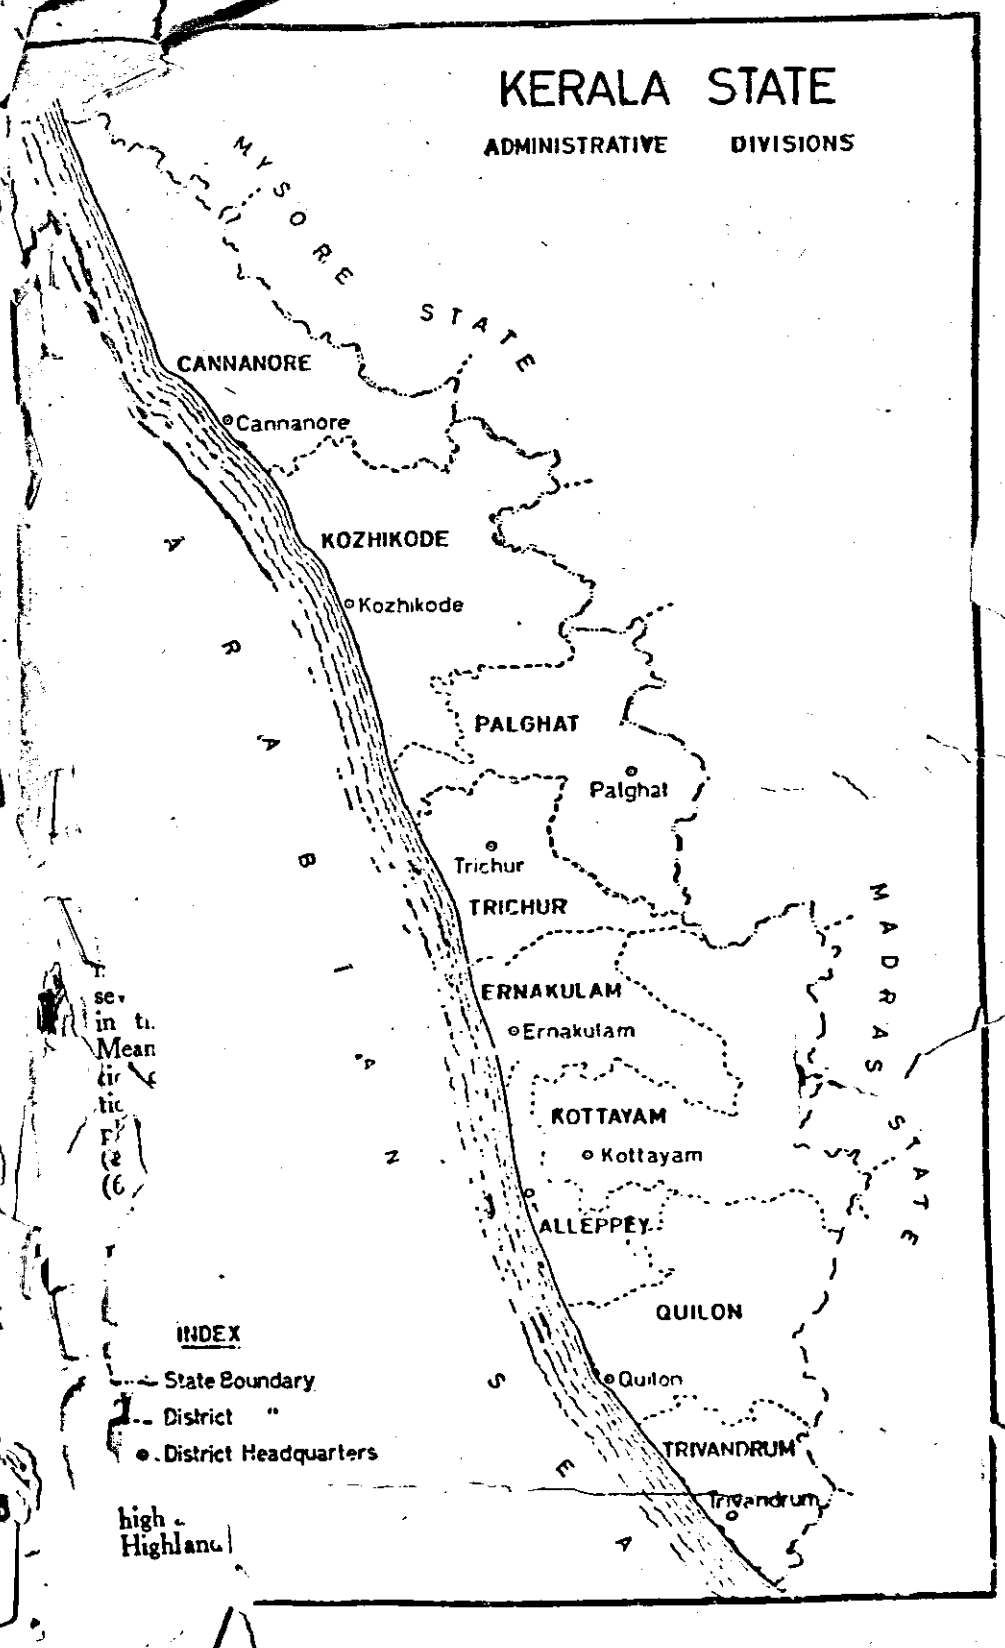 KERALA STATE
ADMINISTRATIVE DIVISIONS
MYSORE STATE
CANNANORE
Cannanore
KOZHIKODE
Kozhikode
PALGHAT
Palghat
Trichur
TRICHUR
ERNAKULAM
Ernakulam
KOTTAYAM
Kottayam
ALLEPPEY
QUILON
Quilon
TRIVANDRUM
Trivandrum
MADRAS STATE
ARABIAN SEA
in
Mean
INDEX
State Boundary
District "
District Headquarters
high